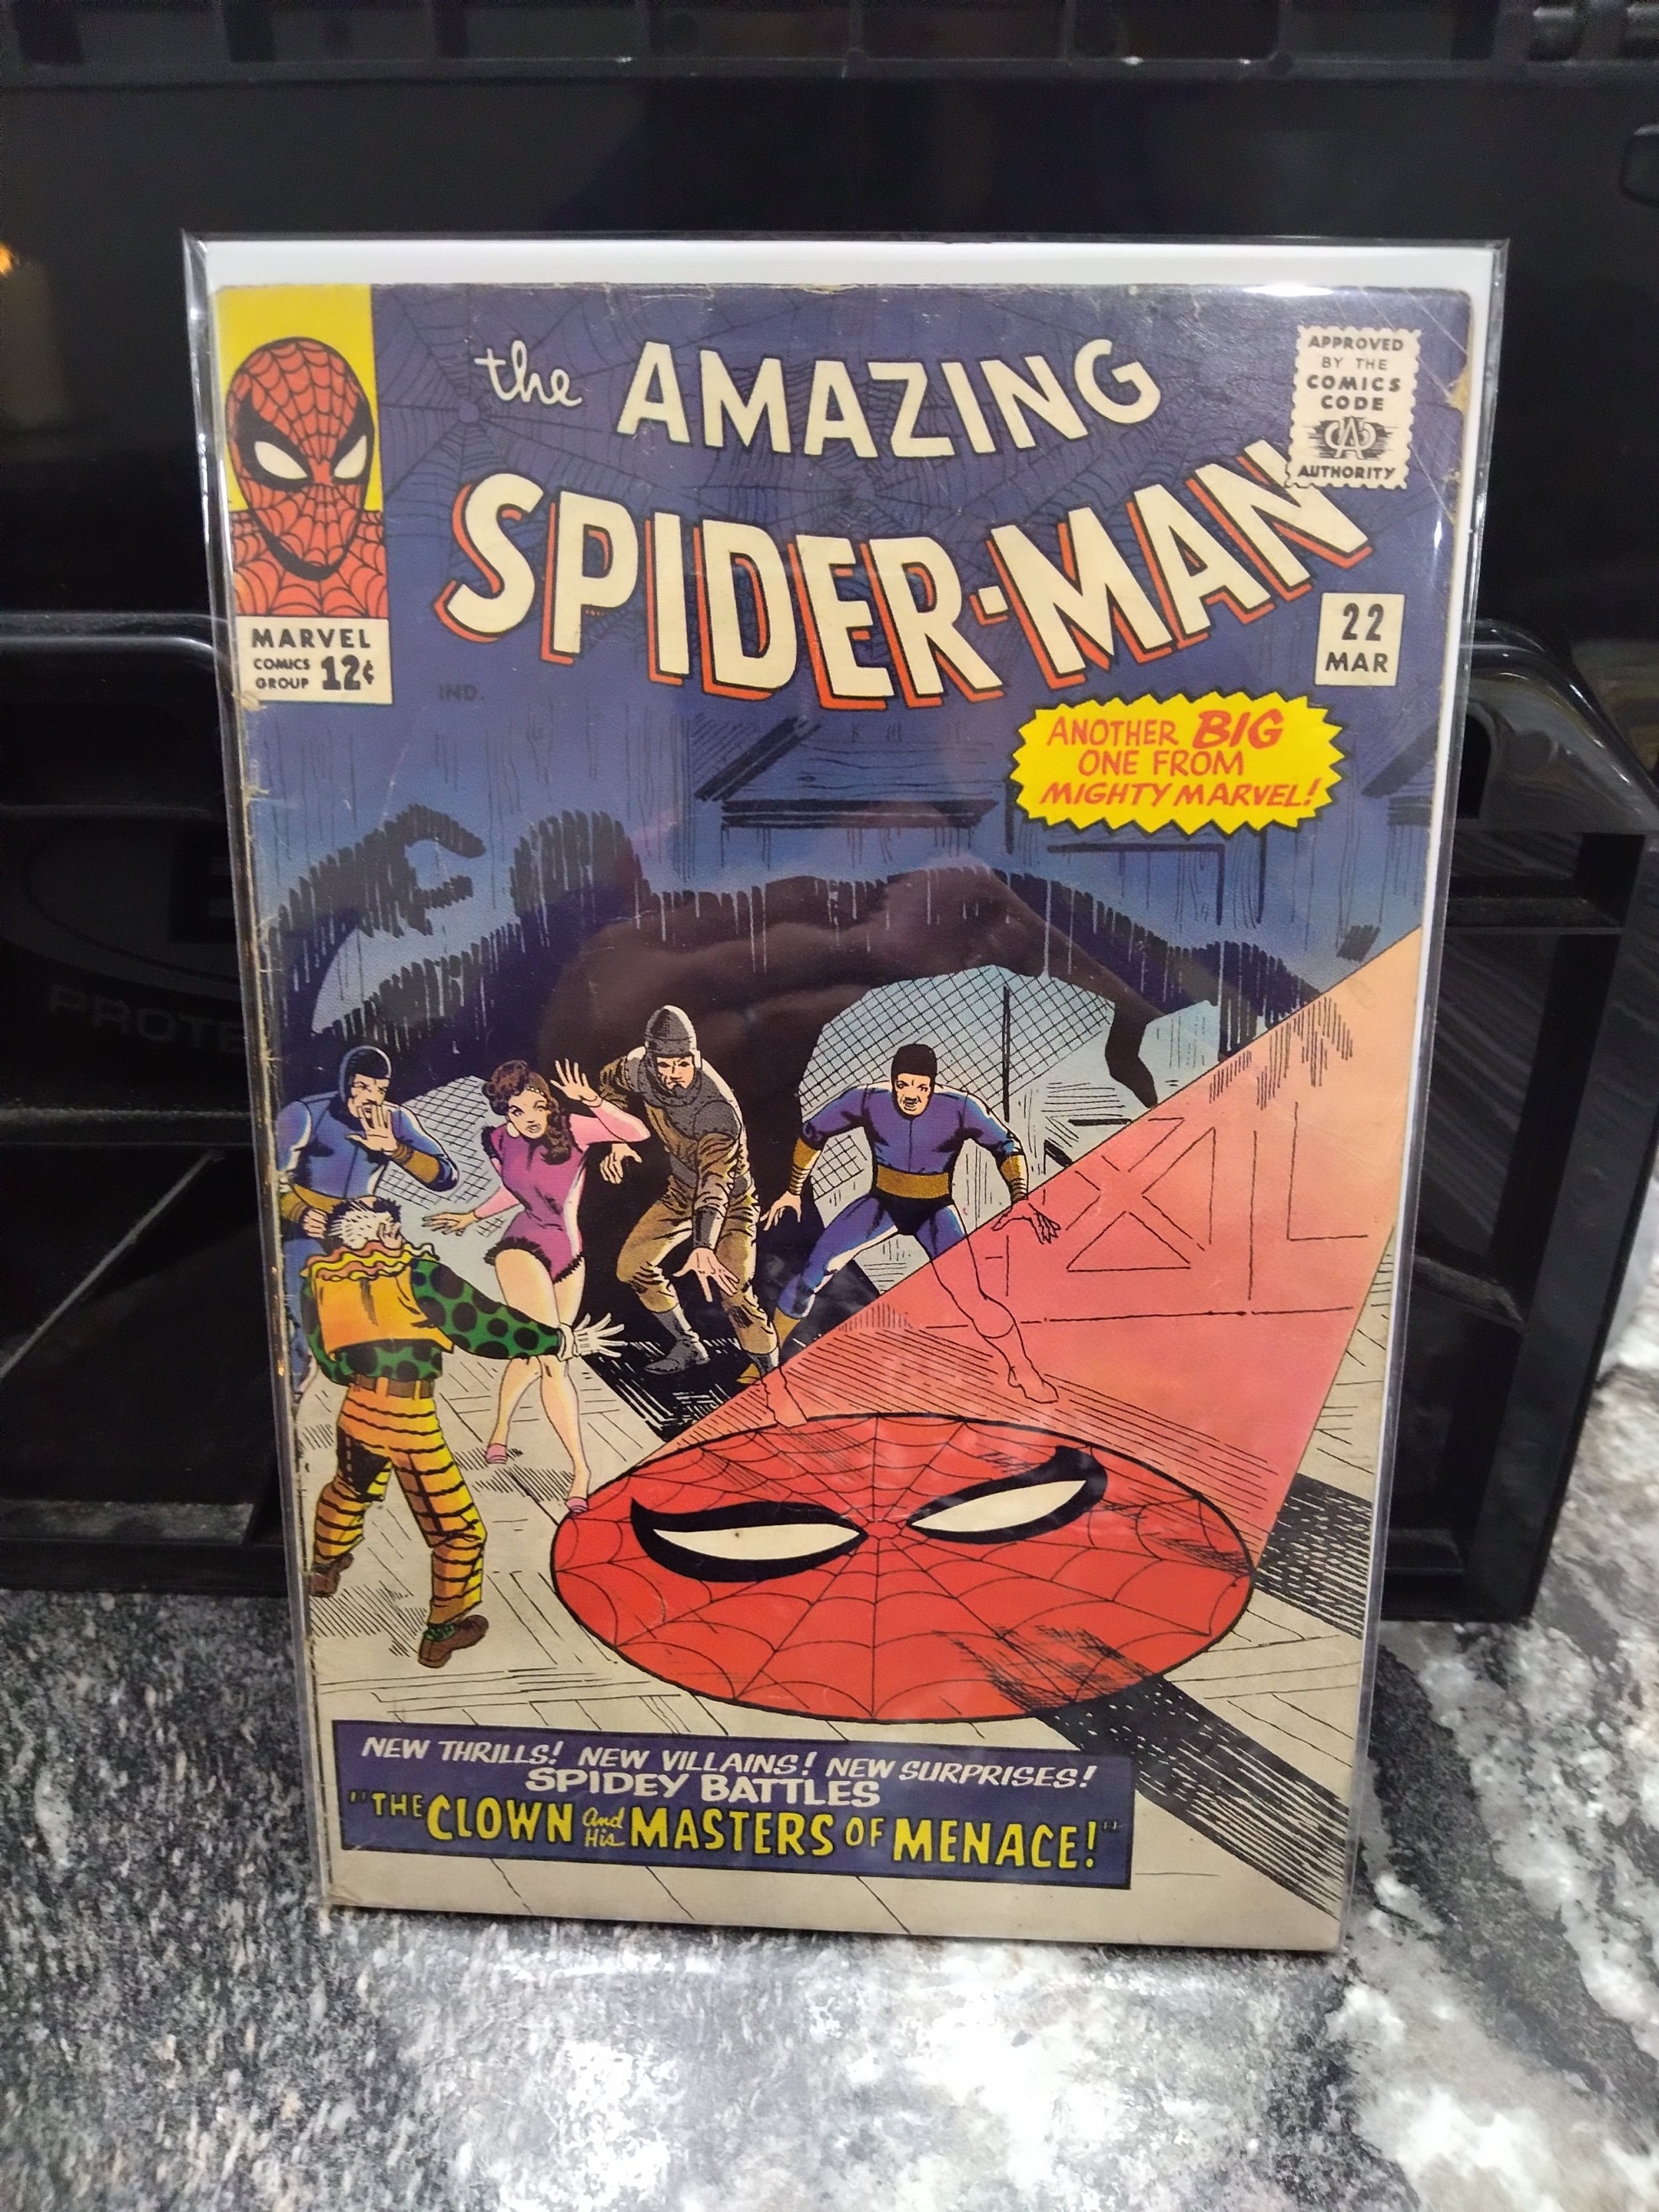 the AMAZING
SPIDER-MAN
APPROVED
BY THE
COMICS
CODE
CA
AUTHORITY
MARVEL
COMICS
GROUP 12¢
IND.
22
MAR
ANOTHER BIG
ONE FROM
MIGHTY MARVEL!
PROTE
NEW THRILLS! NEW VILLAINS! NEW SURPRISES!
SPIDEY BATTLES
"THE CLOWN and His MASTERS OF MENACE!"